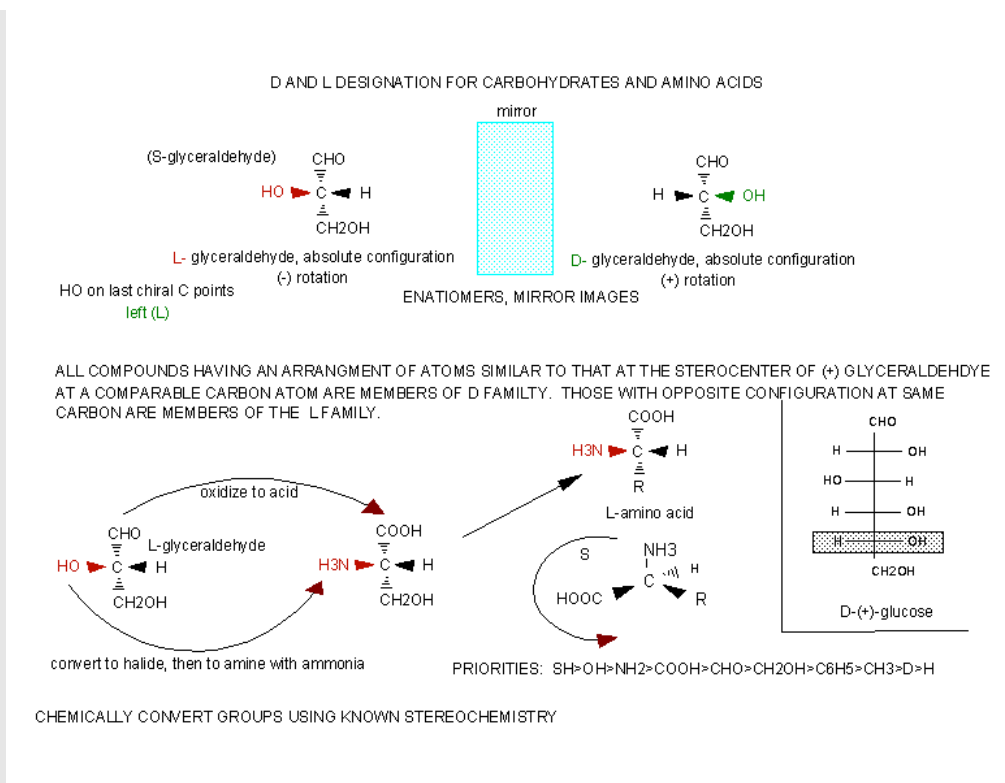 D AND L DESIGNATION FOR CARBOHYDRATES AND AMINO ACIDS
mirror
(S-glyceraldehyde)
CHO
HO C H
CH2OH
L- glyceraldehyde, absolute configuration
(-) rotation
HO on last chiral C points
left (L)
CHO
H C OH
CH2OH
D- glyceraldehyde, absolute configuration
(+) rotation
ENATIOMERS, MIRROR IMAGES
ALL COMPOUNDS HAVING AN ARRANGMENT OF ATOMS SIMILAR TO THAT AT THE STEROCENTER OF (+) GLYCERALDEHDYE
AT A COMPARABLE CARBON ATOM ARE MEMBERS OF D FAMILTY. THOSE WITH OPPOSITE CONFIGURATION AT SAME
CARBON ARE MEMBERS OF THE L FAMILY.
oxidize to acid
CHO
L-glyceraldehyde
HO C H
CH2OH
COOH
H3N C H
CH2OH
convert to halide, then to amine with ammonia
COOH
H3N C H
R
L-amino acid
S
NH3
C H
HOOC R
CHO
H OH
HO H
H OH
H OH
CH2OH
D-(+)-glucose
PRIORITIES: SH>OH>NH2>COOH>CHO>CH2OH>C6H5>CH3>D>H
CHEMICALLY CONVERT GROUPS USING KNOWN STEREOCHEMISTRY